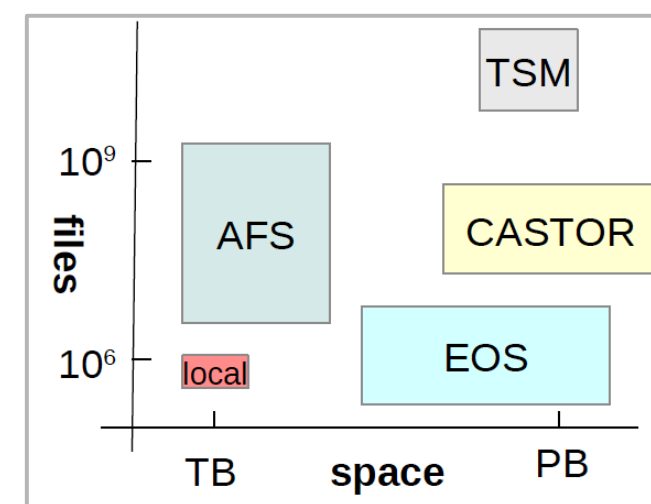 TSM
10⁹
AFS
CASTOR
files
10⁶
EOS
local
TB
space
PB